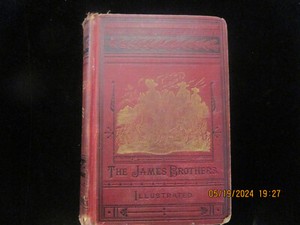 THE JAMES BROTHERS.
ILLUSTRATED.
05/15/2024 19:27